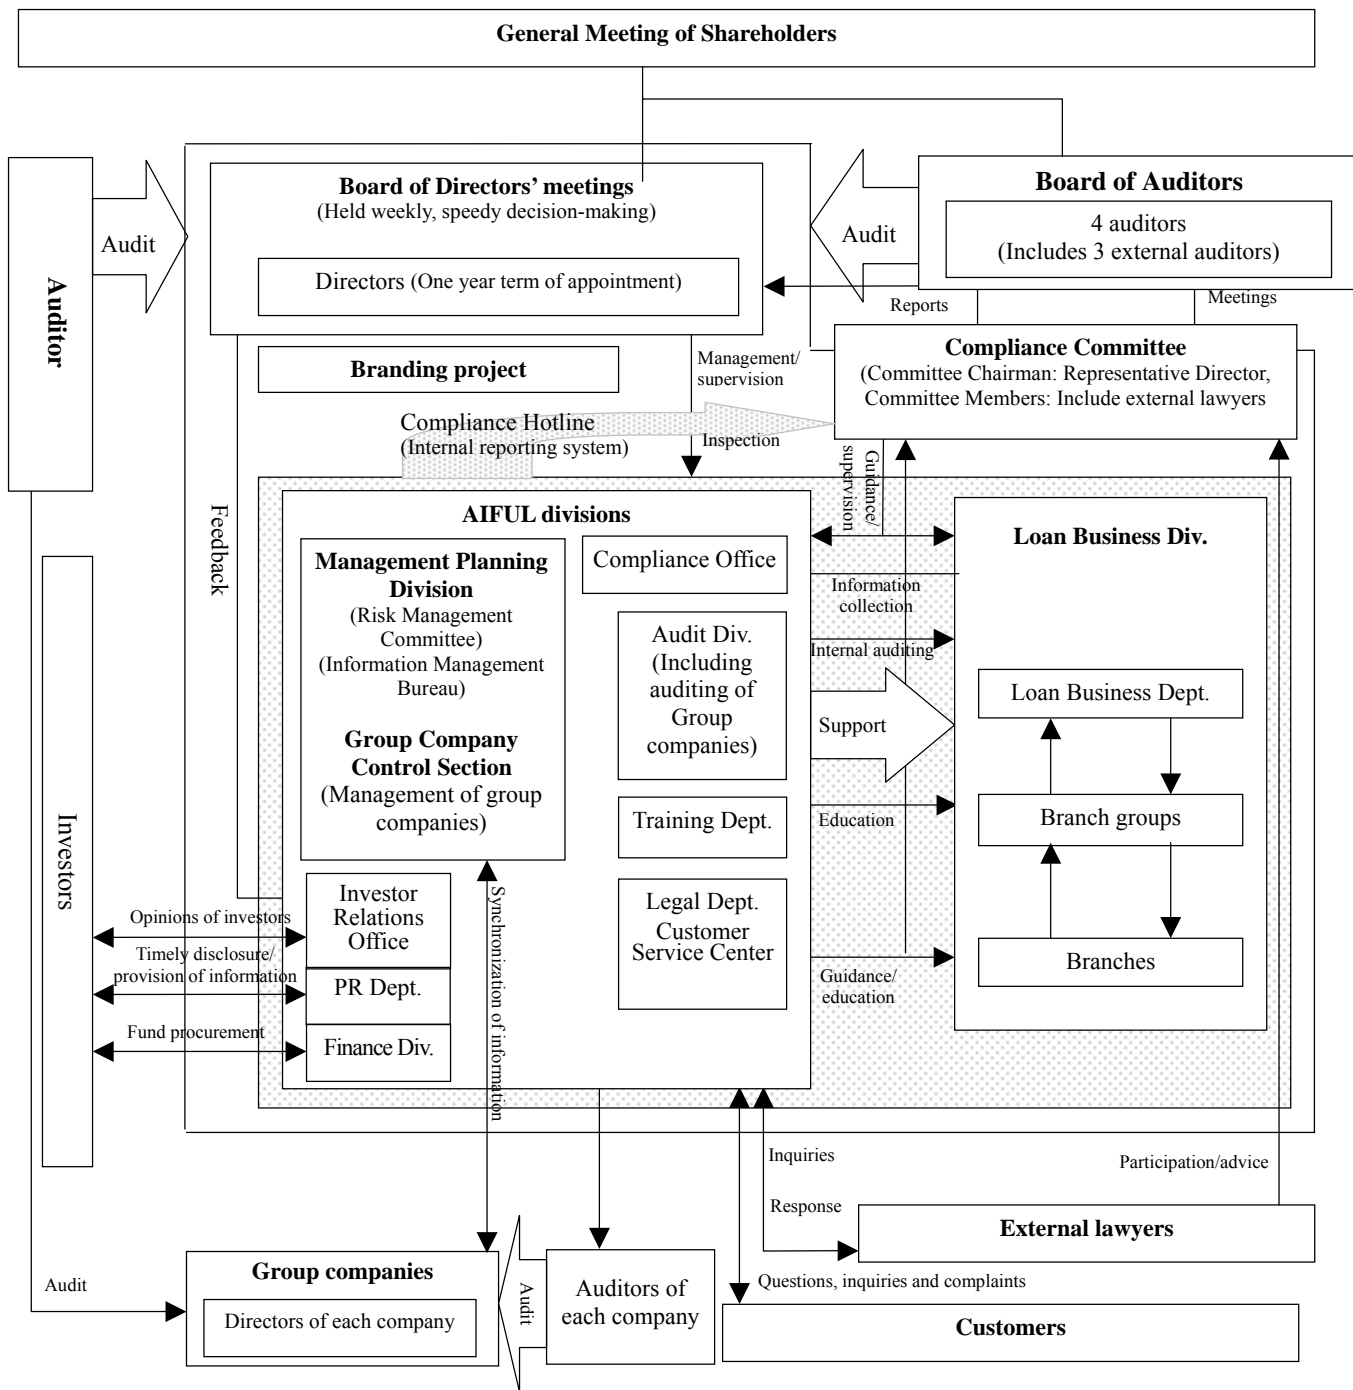 General Meeting of Shareholders
Auditor
Audit
Board of Directors’ meetings
(Held weekly, speedy decision-making)
Directors (One year term of appointment)
Audit
Board of Auditors
4 auditors
(Includes 3 external auditors)
Reports
Meetings
Branding project
Management/
supervision
Compliance Committee
(Committee Chairman: Representative Director,
Committee Members: Include external lawyers
Compliance Hotline
(Internal reporting system)
Inspection
Guidance/
supervision
Feedback
AIFUL divisions
Management Planning
Division
(Risk Management
Committee)
(Information Management
Bureau)
Group Company
Control Section
(Management of group
companies)
Compliance Office
Audit Div.
(Including
auditing of
Group
companies)
Training Dept.
Legal Dept.
Customer
Service Center
Information
collection
Internal auditing
Support
Education
Guidance/
education
Loan Business Div.
Loan Business Dept.
Branch groups
Branches
Investors
Opinions of investors
Timely disclosure/
provision of information
Fund procurement
Investor
Relations
Office
PR Dept.
Finance Div.
Synchronization of information
Inquiries
Response
Participation/advice
External lawyers
Questions, inquiries and complaints
Customers
Audit
Group companies
Directors of each company
Audit
Auditors of
each company